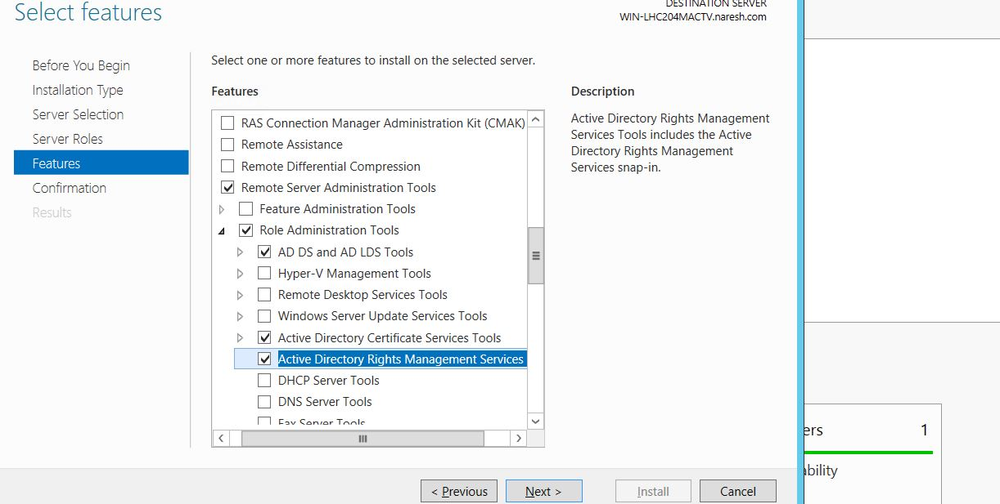 Select features
DESTINATION SERVER
WIN-LHC204MACTV.naresh.com
Before You Begin
Installation Type
Server Selection
Server Roles
Features
Confirmation
Results
Select one or more features to install on the selected server.
Features
RAS Connection Manager Administration Kit (CMAK)
Remote Assistance
Remote Differential Compression
Remote Server Administration Tools
Feature Administration Tools
Role Administration Tools
AD DS and AD LDS Tools
Hyper-V Management Tools
Remote Desktop Services Tools
Windows Server Update Services Tools
Active Directory Certificate Services Tools
Active Directory Rights Management Services
DHCP Server Tools
DNS Server Tools
Fax Server Tools
Description
Active Directory Rights Management
Services Tools includes the Active
Directory Rights Management
Services snap-in.
ers 1
ability
< Previous
Next >
Install
Cancel